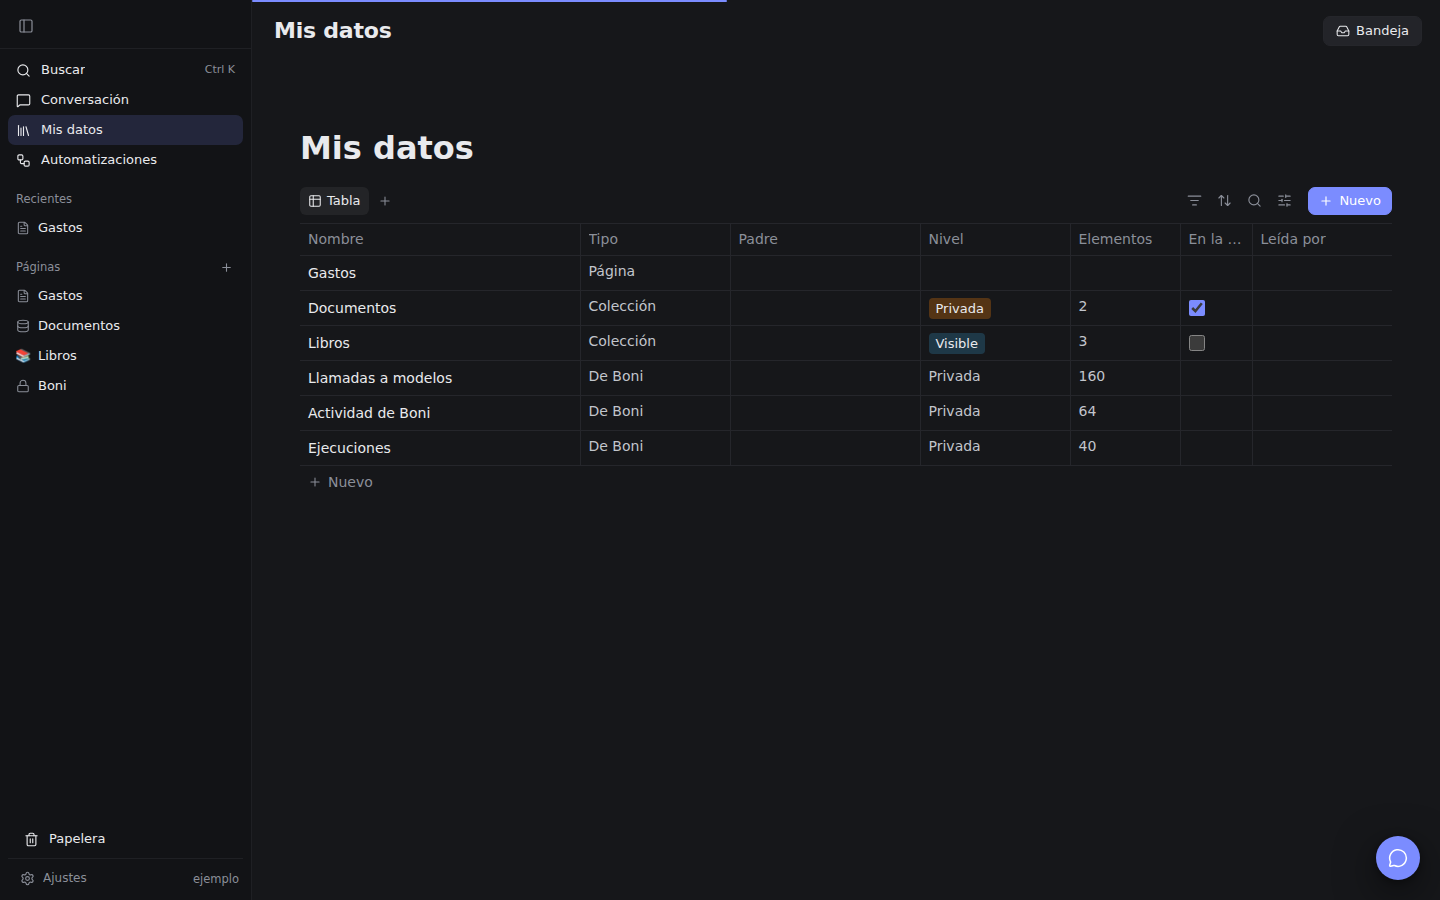 Mis datos
Bandeja
Buscar Ctrl K
Conversación
Mis datos
Automatizaciones
Recientes
Gastos
Páginas
Gastos
Documentos
Libros
Boni
Papelera
Ajustes ejemplo
Mis datos
Tabla
Nuevo
Nombre Tipo Padre Nivel Elementos En la ... Leída por
Gastos Página
Documentos Colección Privada 2
Libros Colección Visible 3
Llamadas a modelos De Boni Privada 160
Actividad de Boni De Boni Privada 64
Ejecuciones De Boni Privada 40
Nuevo